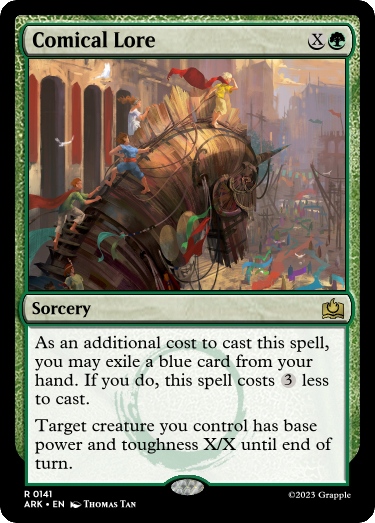 Comical Lore X
Sorcery
As an additional cost to cast this spell,
you may exile a blue card from your
hand. If you do, this spell costs 3 less
to cast.
Target creature you control has base
power and toughness X/X until end of
turn.
R 0141
ARK • EN Thomas Tan
©2023 Grapple